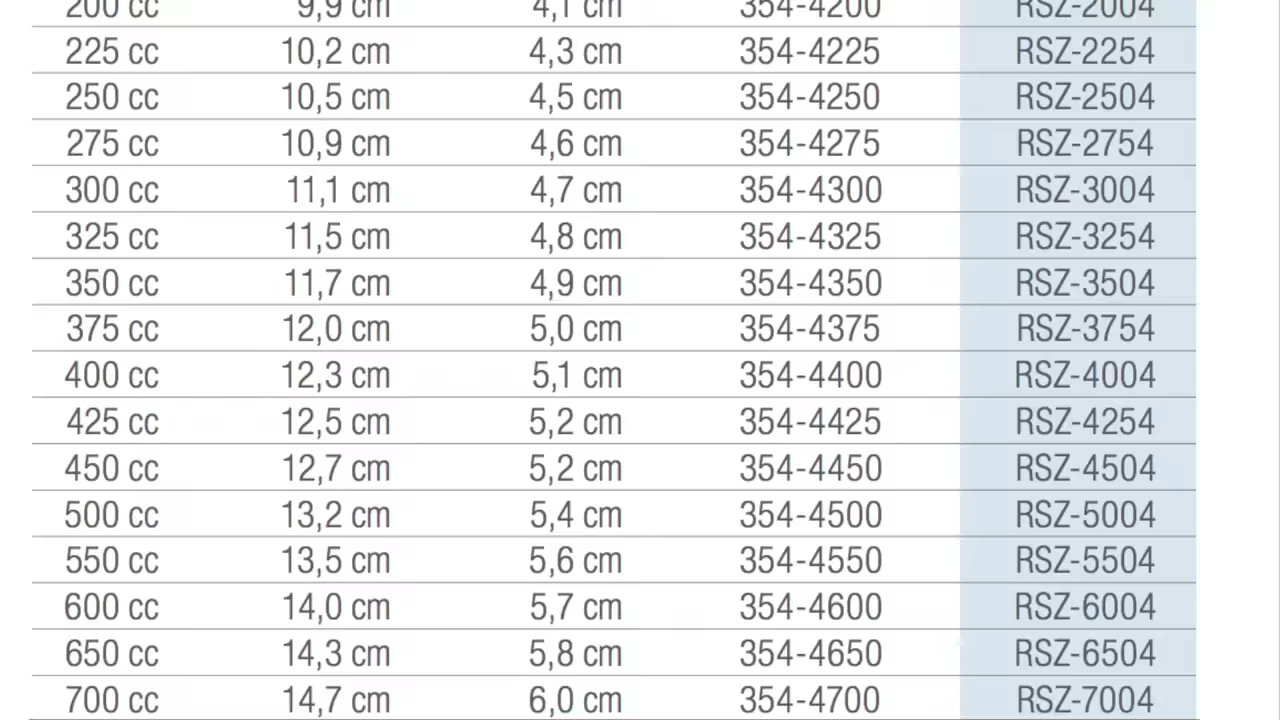 200 cc 9,9 cm 4,1 cm 354-4200 RSZ-2004
225 cc 10,2 cm 4,3 cm 354-4225 RSZ-2254
250 cc 10,5 cm 4,5 cm 354-4250 RSZ-2504
275 cc 10,9 cm 4,6 cm 354-4275 RSZ-2754
300 cc 11,1 cm 4,7 cm 354-4300 RSZ-3004
325 cc 11,5 cm 4,8 cm 354-4325 RSZ-3254
350 cc 11,7 cm 4,9 cm 354-4350 RSZ-3504
375 cc 12,0 cm 5,0 cm 354-4375 RSZ-3754
400 cc 12,3 cm 5,1 cm 354-4400 RSZ-4004
425 cc 12,5 cm 5,2 cm 354-4425 RSZ-4254
450 cc 12,7 cm 5,2 cm 354-4450 RSZ-4504
500 cc 13,2 cm 5,4 cm 354-4500 RSZ-5004
550 cc 13,5 cm 5,6 cm 354-4550 RSZ-5504
600 cc 14,0 cm 5,7 cm 354-4600 RSZ-6004
650 cc 14,3 cm 5,8 cm 354-4650 RSZ-6504
700 cc 14,7 cm 6,0 cm 354-4700 RSZ-7004